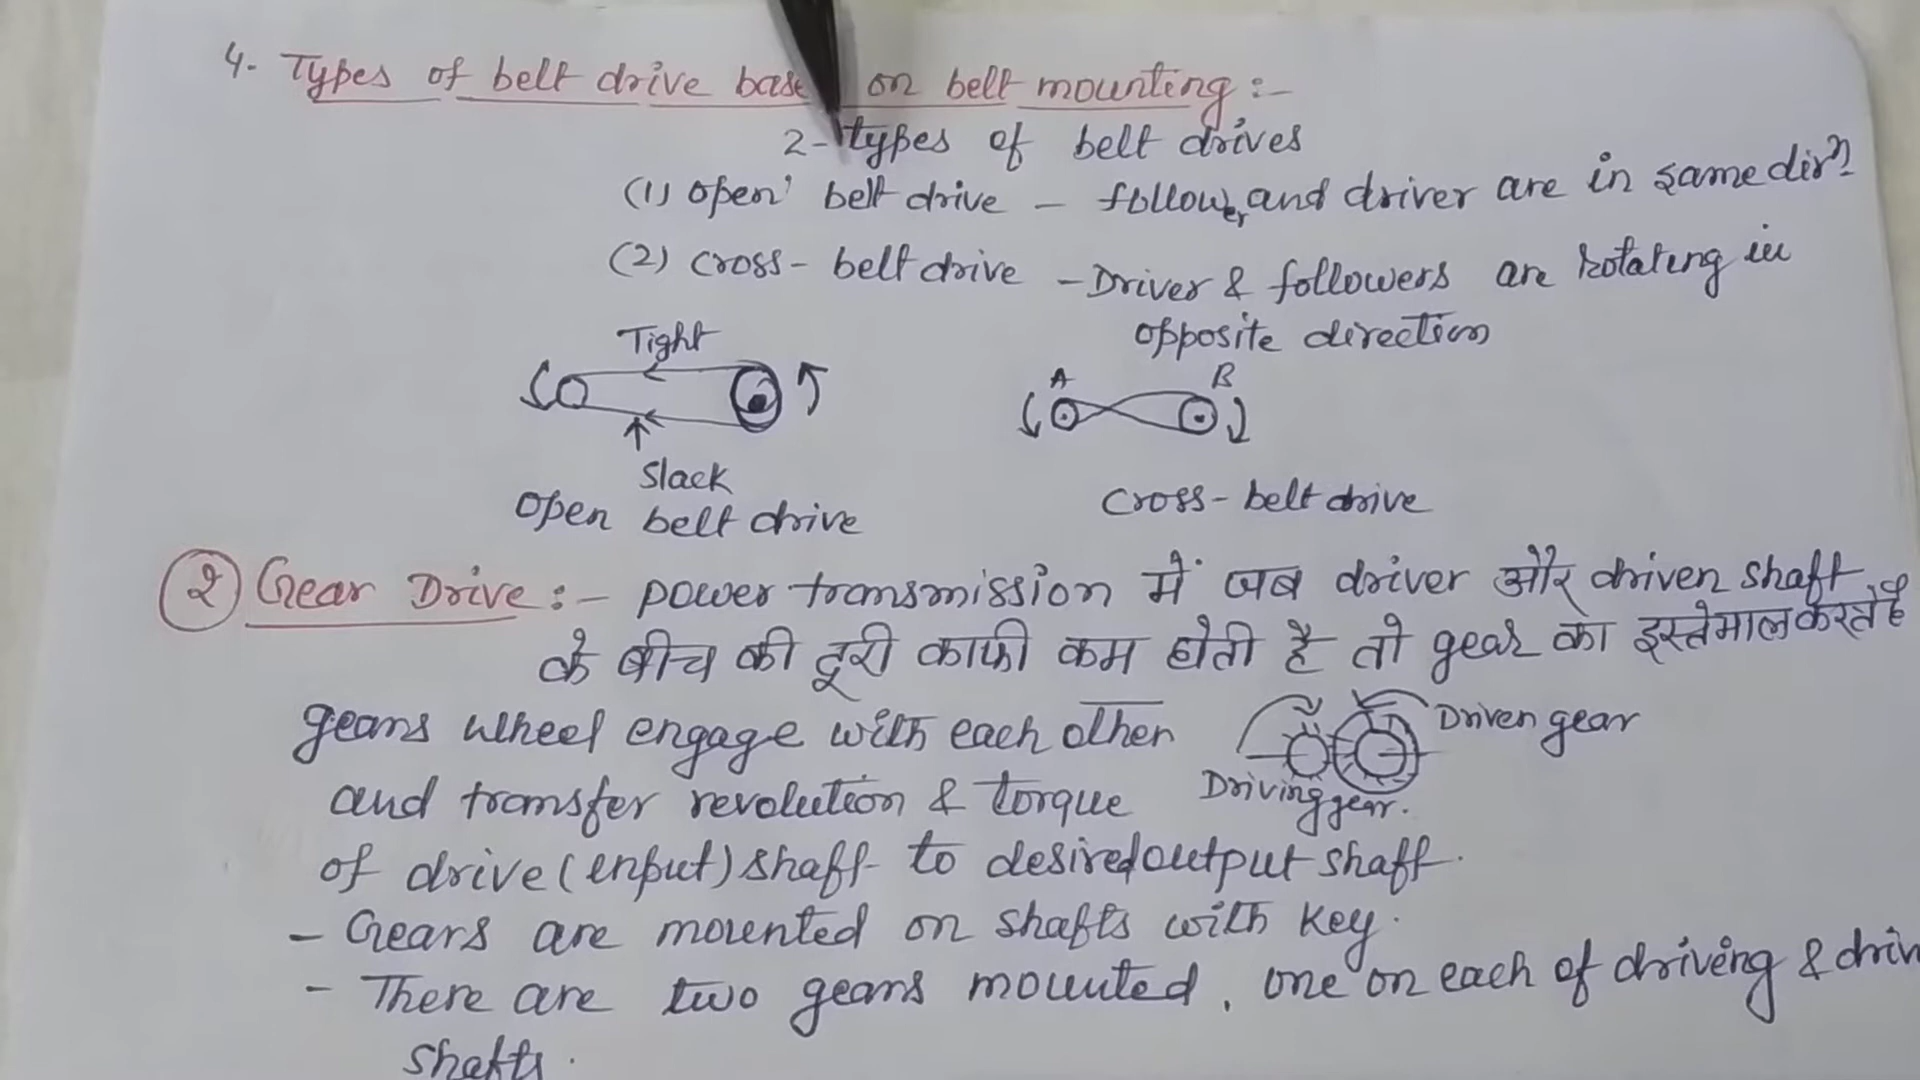 4. Types of belt drive base on belt mounting :-
2- types of belt drives
(1) open belt drive - follower and driver are in same dirn
(2) cross- belt drive - Driver & followers are rotating in
opposite direction
Tight
A B
Slack
open belt drive
cross- belt drive
2 Gear Drive :- power transmission में जब driver और driven shaft
के बीच की दूरी काफी कम होती है तो gear का इस्तेमाल करते है
gears wheel engage with each other
Driven gear
and transfer revolution & torque
Driving gear.
of drive (input) shaft to desired output shaft.
- Gears are mounted on shafts with key.
- There are two gears mounted, one on each of driving & driv
shafts.